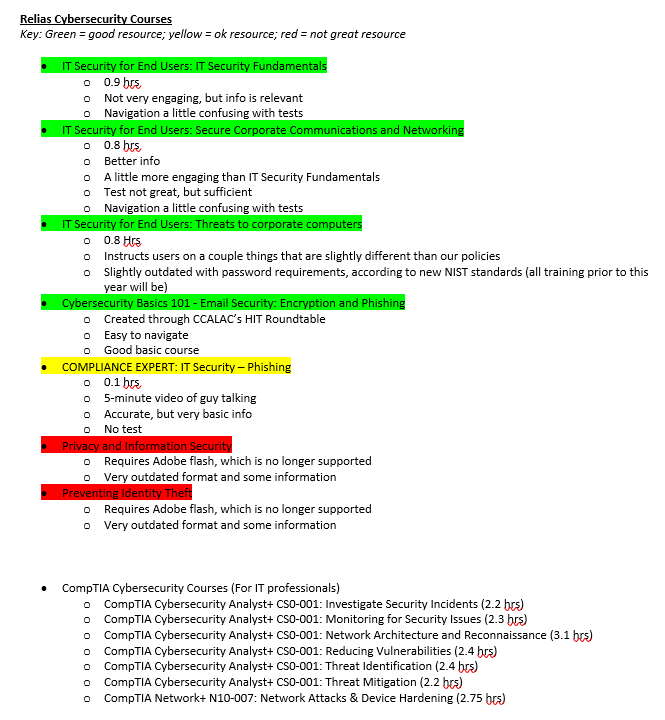 Relias Cybersecurity Courses
Key: Green = good resource; yellow = ok resource; red = not great resource
• IT Security for End Users: IT Security Fundamentals
o 0.9 hrs
o Not very engaging, but info is relevant
o Navigation a little confusing with tests
• IT Security for End Users: Secure Corporate Communications and Networking
o 0.8 hrs
o Better info
o A little more engaging than IT Security Fundamentals
o Test not great, but sufficient
o Navigation a little confusing with tests
• IT Security for End Users: Threats to corporate computers
o 0.8 Hrs
o Instructs users on a couple things that are slightly different than our policies
o Slightly outdated with password requirements, according to new NIST standards (all training prior to this
year will be)
• Cybersecurity Basics 101 - Email Security: Encryption and Phishing
o Created through CCALAC's HIT Roundtable
o Easy to navigate
o Good basic course
• COMPLIANCE EXPERT: IT Security – Phishing
o 0.1 hrs
o 5-minute video of guy talking
o Accurate, but very basic info
o No test
• Privacy and Information Security
o Requires Adobe flash, which is no longer supported
o Very outdated format and some information
• Preventing Identity Theft
o Requires Adobe flash, which is no longer supported
o Very outdated format and some information
• CompTIA Cybersecurity Courses (For IT professionals)
o CompTIA Cybersecurity Analyst+ CS0-001: Investigate Security Incidents (2.2 hrs)
o CompTIA Cybersecurity Analyst+ CS0-001: Monitoring for Security Issues (2.3 hrs)
o CompTIA Cybersecurity Analyst+ CS0-001: Network Architecture and Reconnaissance (3.1 hrs)
o CompTIA Cybersecurity Analyst+ CS0-001: Reducing Vulnerabilities (2.4 hrs)
o CompTIA Cybersecurity Analyst+ CS0-001: Threat Identification (2.4 hrs)
o CompTIA Cybersecurity Analyst+ CS0-001: Threat Mitigation (2.2 hrs)
o CompTIA Network+ N10-007: Network Attacks & Device Hardening (2.75 hrs)